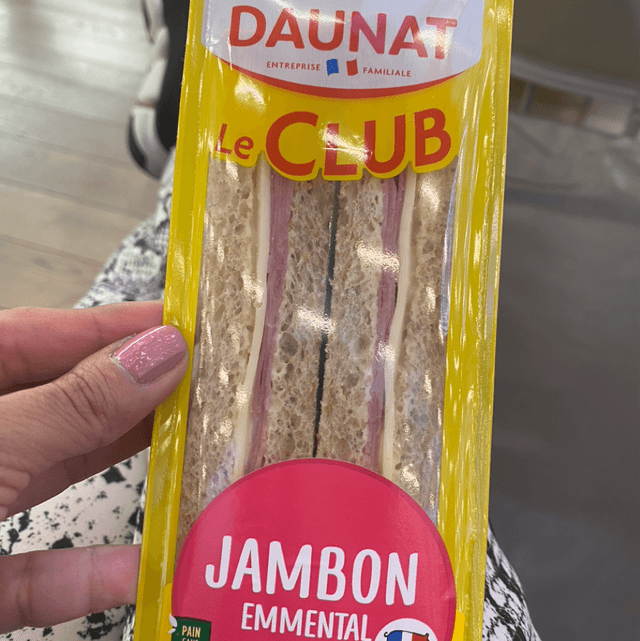 DAUNAT
ENTREPRISE FAMILIALE
Le CLUB
JAMBON
EMMENTAL
PAIN